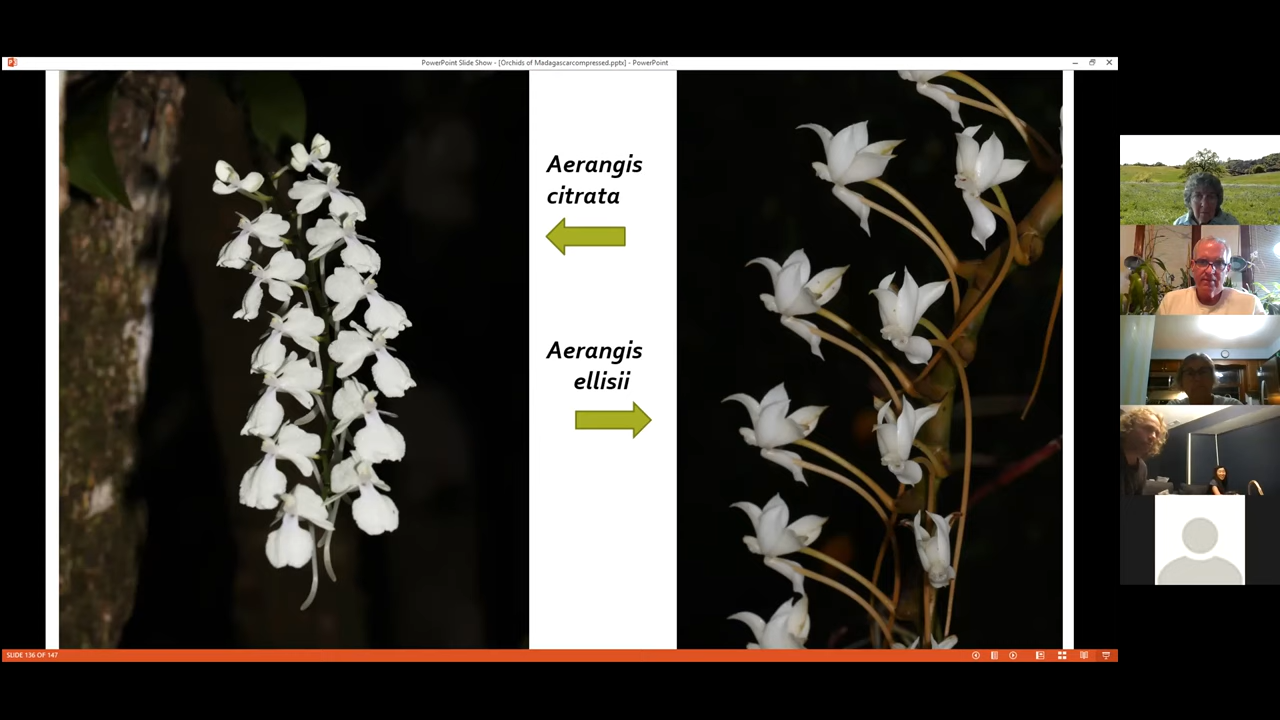 PowerPoint Slide Show - [Orchids of Madagascarcompressed.pptx] - PowerPoint
Aerangis
citrata
Aerangis
ellisii
SLIDE 136 OF 147